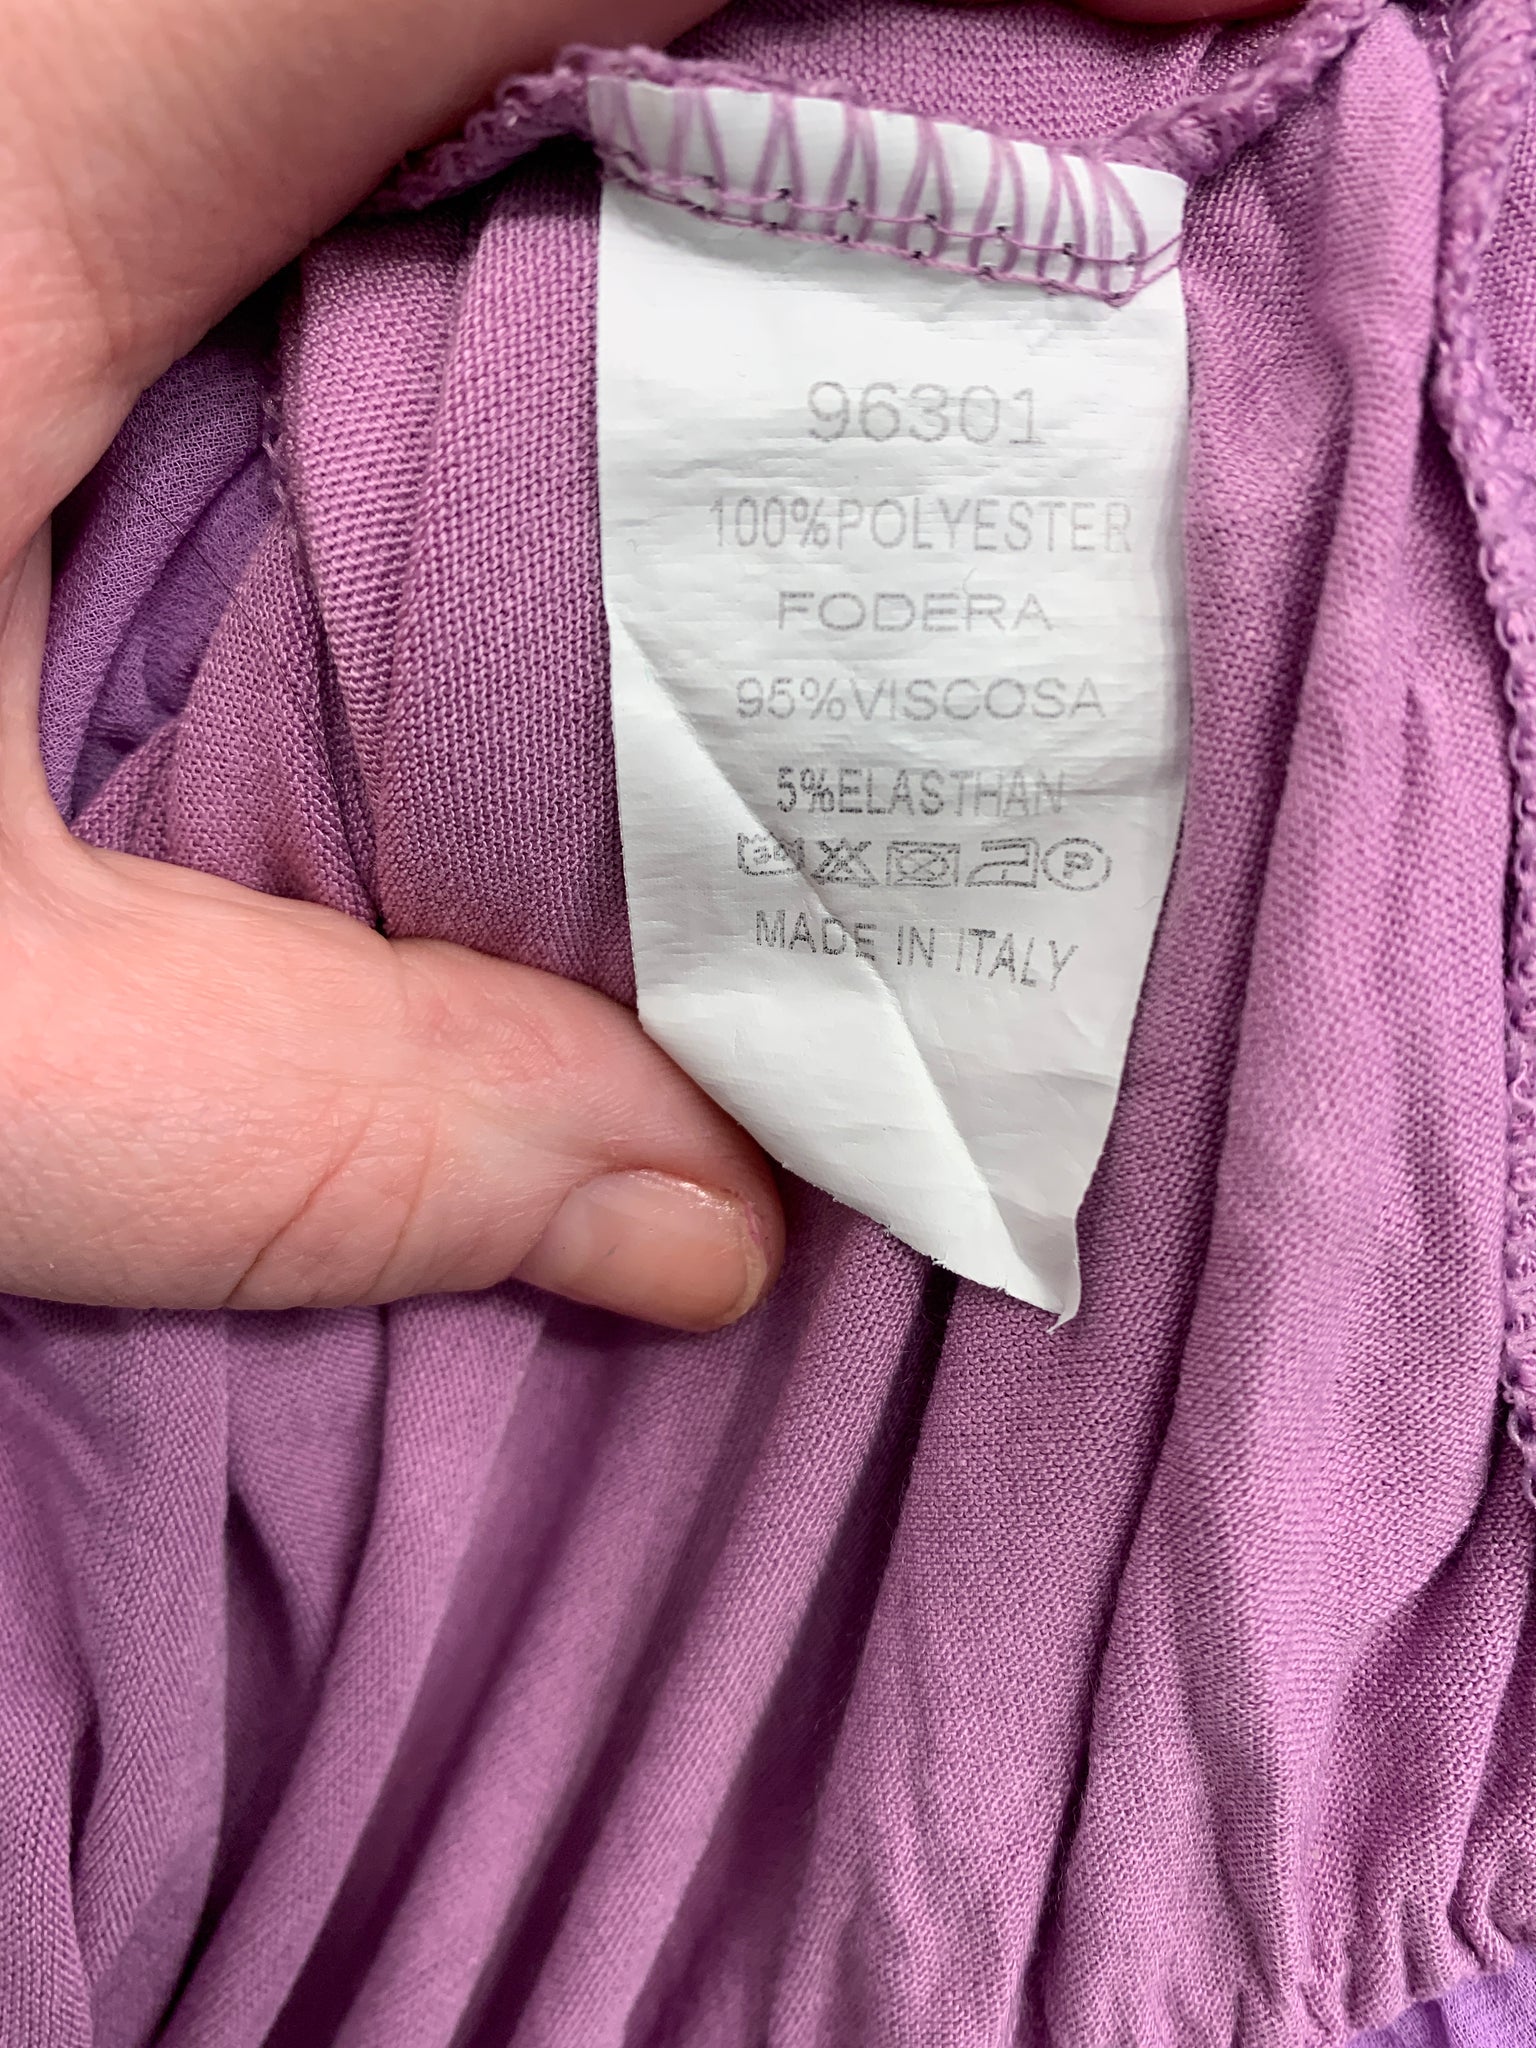 96301
100%POLYESTER
FODERA
95%VISCOSA
5%ELASTHAN
P
MADE IN ITALY